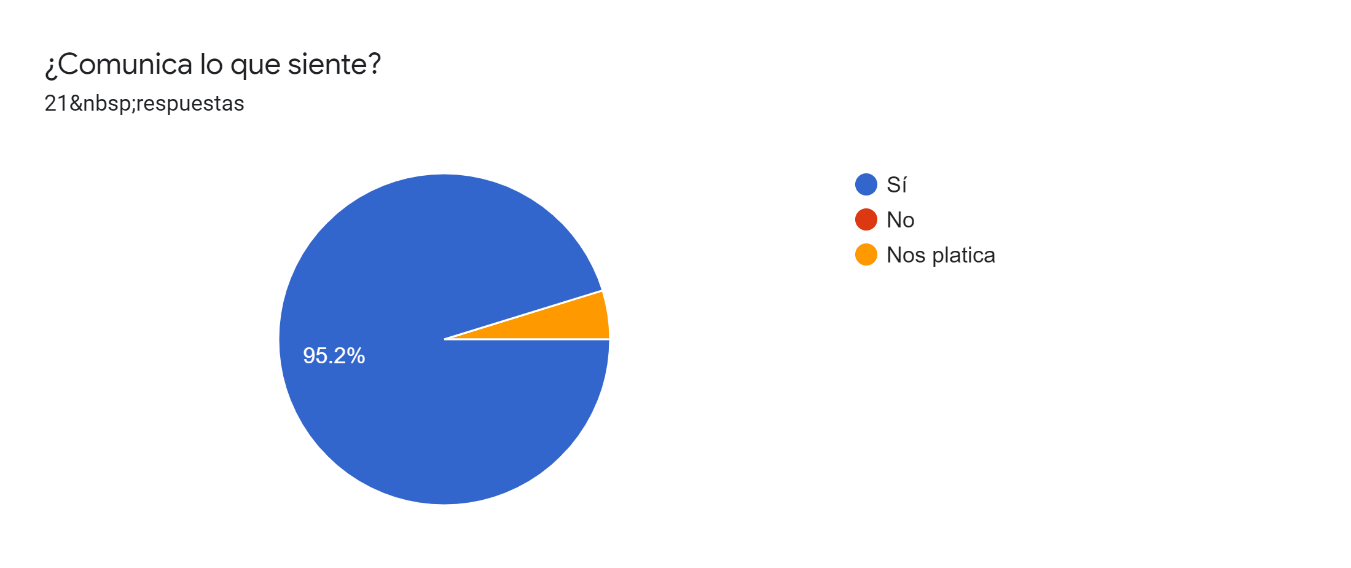 ¿Comunica lo que siente?
21&nbsp;respuestas
Sí
No
Nos platica
95.2%